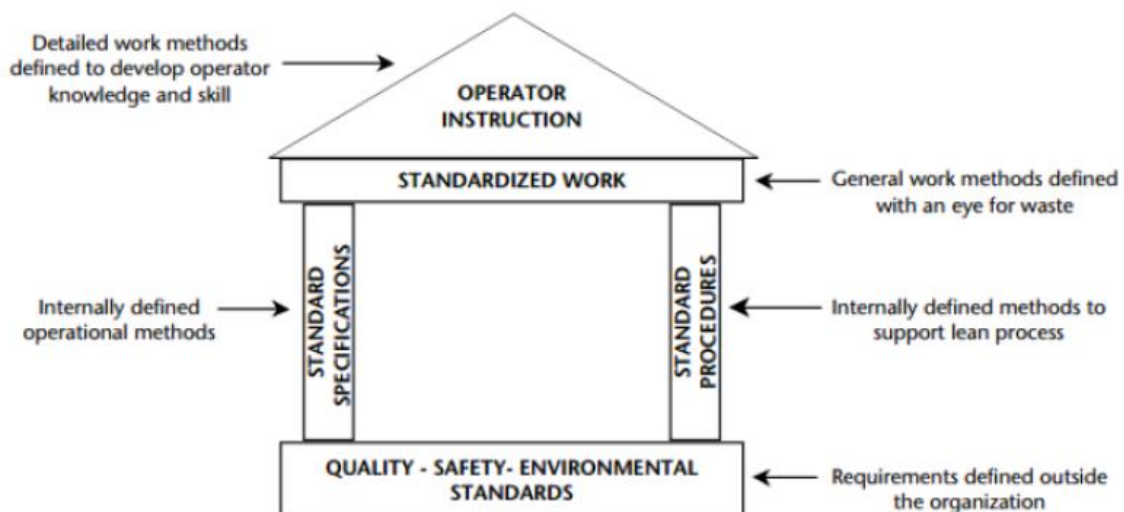 Detailed work methods
defined to develop operator
knowledge and skill
OPERATOR
INSTRUCTION
STANDARDIZED WORK
General work methods defined
with an eye for waste
Internally defined
operational methods
STANDARD
SPECIFICATIONS
STANDARD
PROCEDURES
Internally defined methods to
support lean process
QUALITY - SAFETY- ENVIRONMENTAL
STANDARDS
Requirements defined outside
the organization